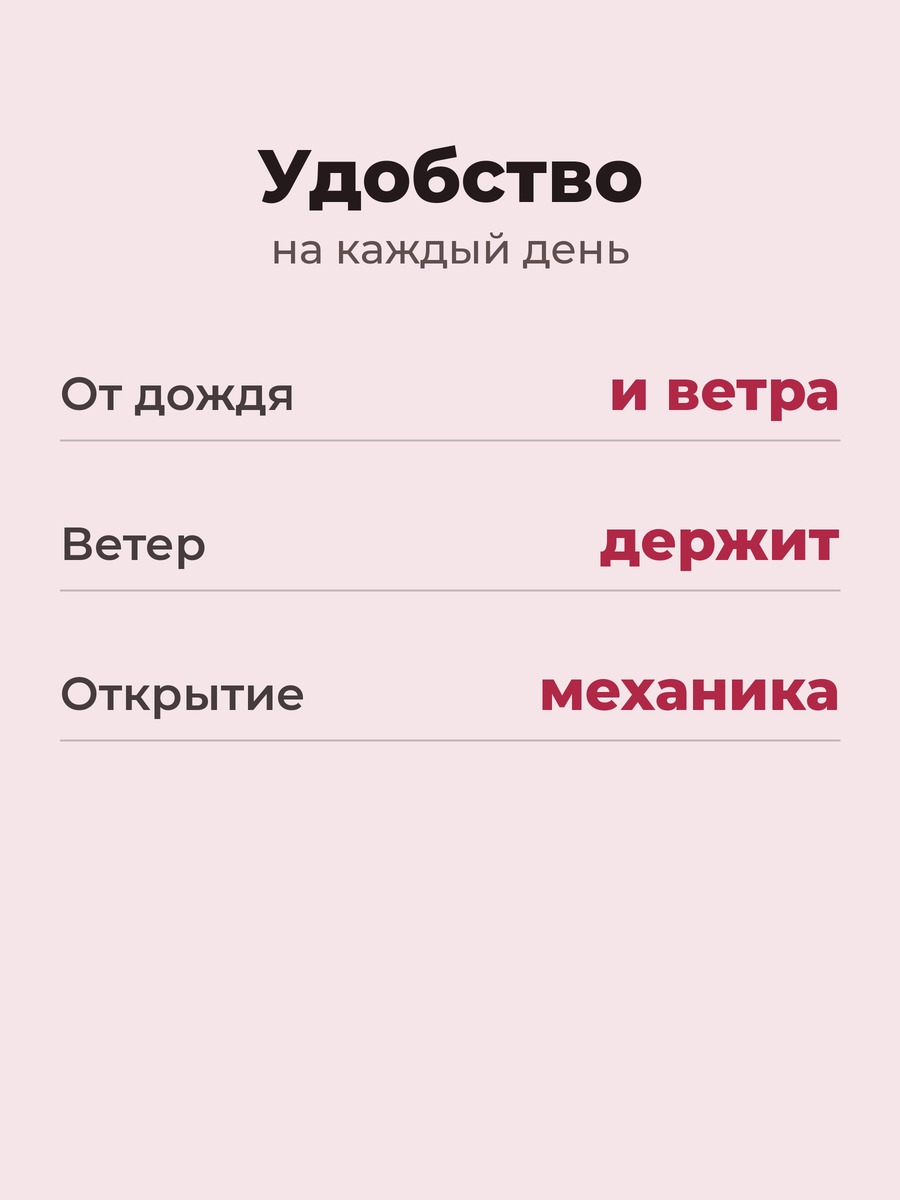 Удобство
на каждый день
От дождя и ветра
Ветер держит
Открытие механика